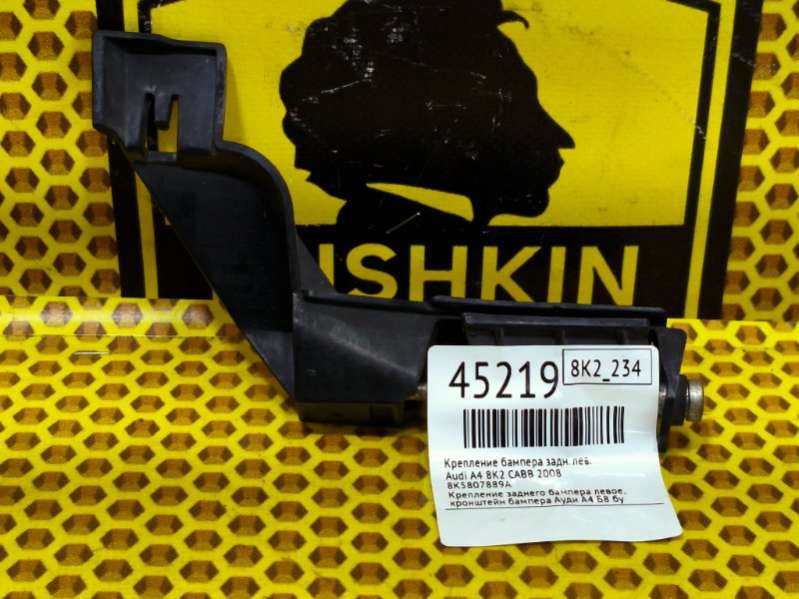 USHKIN
45219
8K2_234
Крепление бампера задн. лев.
Audi A4 8K2 CABB 2008
8K5807889A
Крепление заднего бампера левое,
кронштейн бампера Ауди А4 Б8 бу